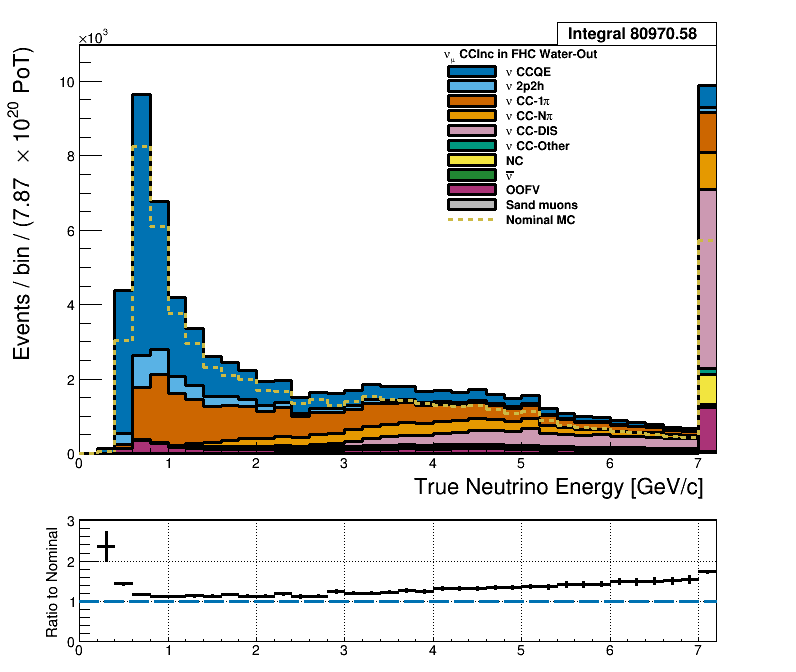 Integral 80970.58
×10³
ν_μ CCInc in FHC Water-Out
ν CCQE
ν 2p2h
ν CC-1π
ν CC-Nπ
ν CC-DIS
ν CC-Other
NC
ν̅
OOFV
Sand muons
Nominal MC
Events / bin / (7.87 × 10²⁰ PoT)
10
8
6
4
2
0
0 1 2 3 4 5 6 7
True Neutrino Energy [GeV/c]
Ratio to Nominal
3
2
1
0
0 1 2 3 4 5 6 7